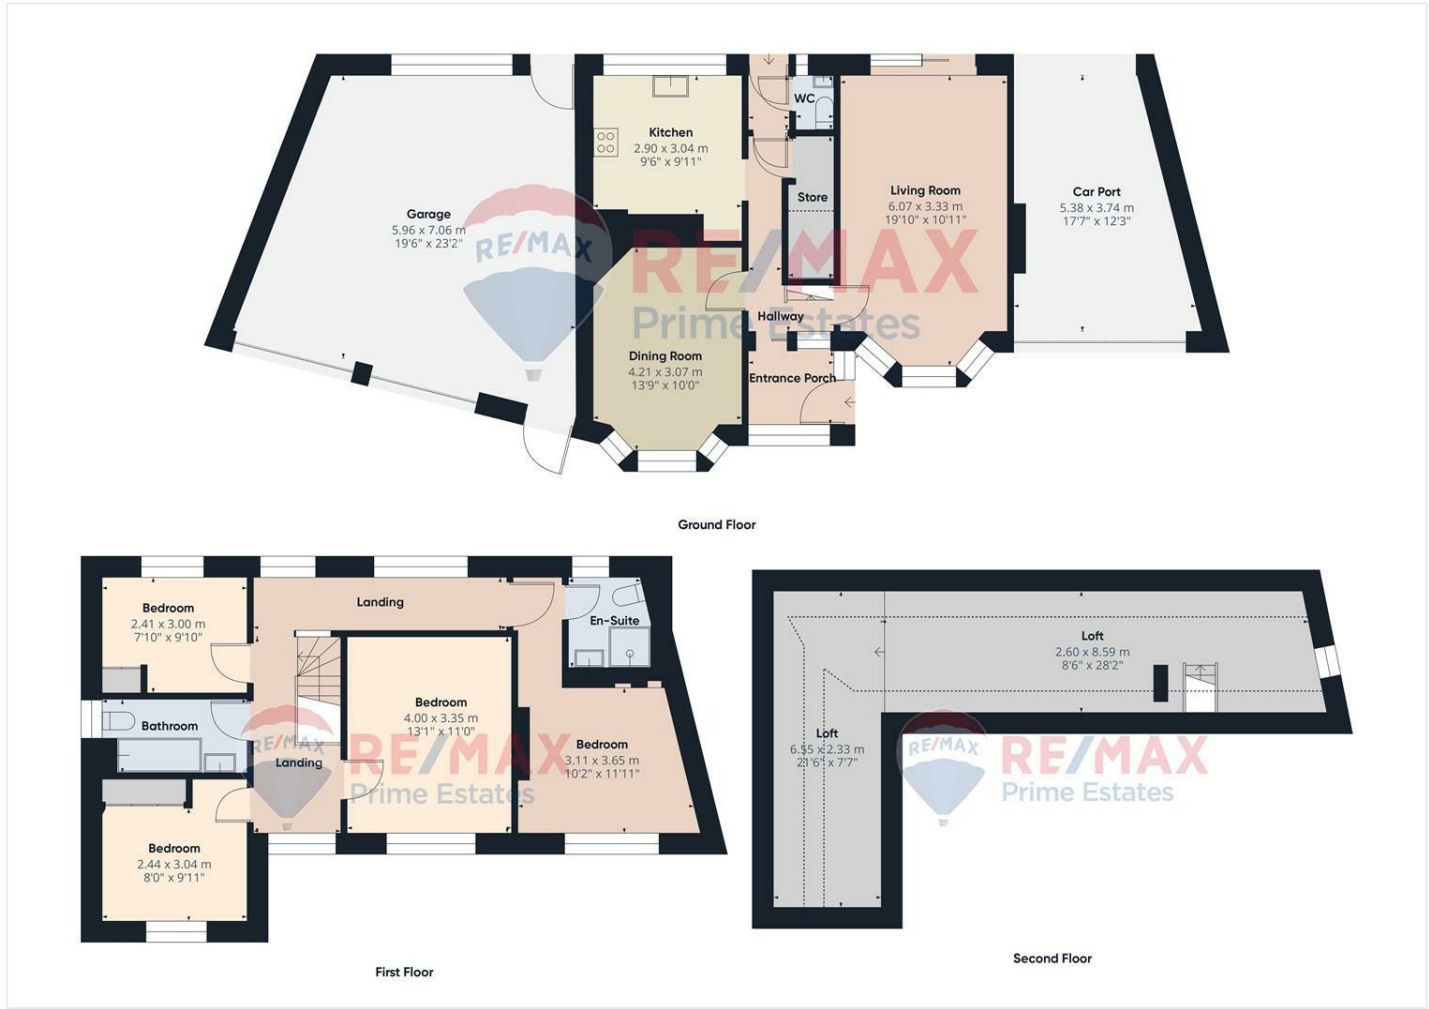 WC
Kitchen
2.90 x 3.04 m
9'6" x 9'11"
Store
Living Room
6.07 x 3.33 m
19'10" x 10'11"
Car Port
5.38 x 3.74 m
17'7" x 12'3"
Garage
5.96 x 7.06 m
19'6" x 23'2"
RE/MAX
RE/MAX
Prime Estates
Hallway
Dining Room
4.21 x 3.07 m
13'9" x 10'0"
Entrance Porch
Ground Floor
Bedroom
2.41 x 3.00 m
7'10" x 9'10"
Landing
En-Suite
Bathroom
Bedroom
4.00 x 3.35 m
13'1" x 11'0"
Bedroom
3.11 x 3.65 m
10'2" x 11'11"
Landing
RE/MAX
RE/MAX
Prime Estates
Bedroom
2.44 x 3.04 m
8'0" x 9'11"
First Floor
Loft
2.60 x 8.59 m
8'6" x 28'2"
Loft
6.55 x 2.33 m
21'6" x 7'7"
RE/MAX
RE/MAX
Prime Estates
Second Floor